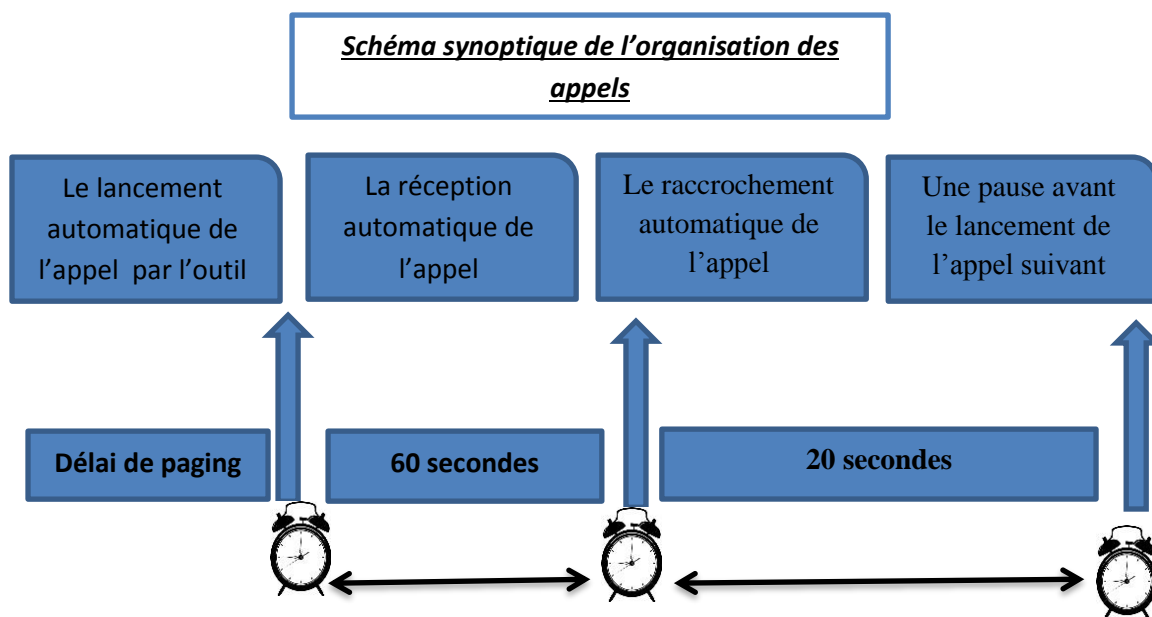 Schéma synoptique de l'organisation des
appels
Le lancement
automatique de
l'appel par l'outil
La réception
automatique de
l'appel
Le raccrochement
automatique de
l'appel
Une pause avant
le lancement de
l'appel suivant
Délai de paging
60 secondes
20 secondes